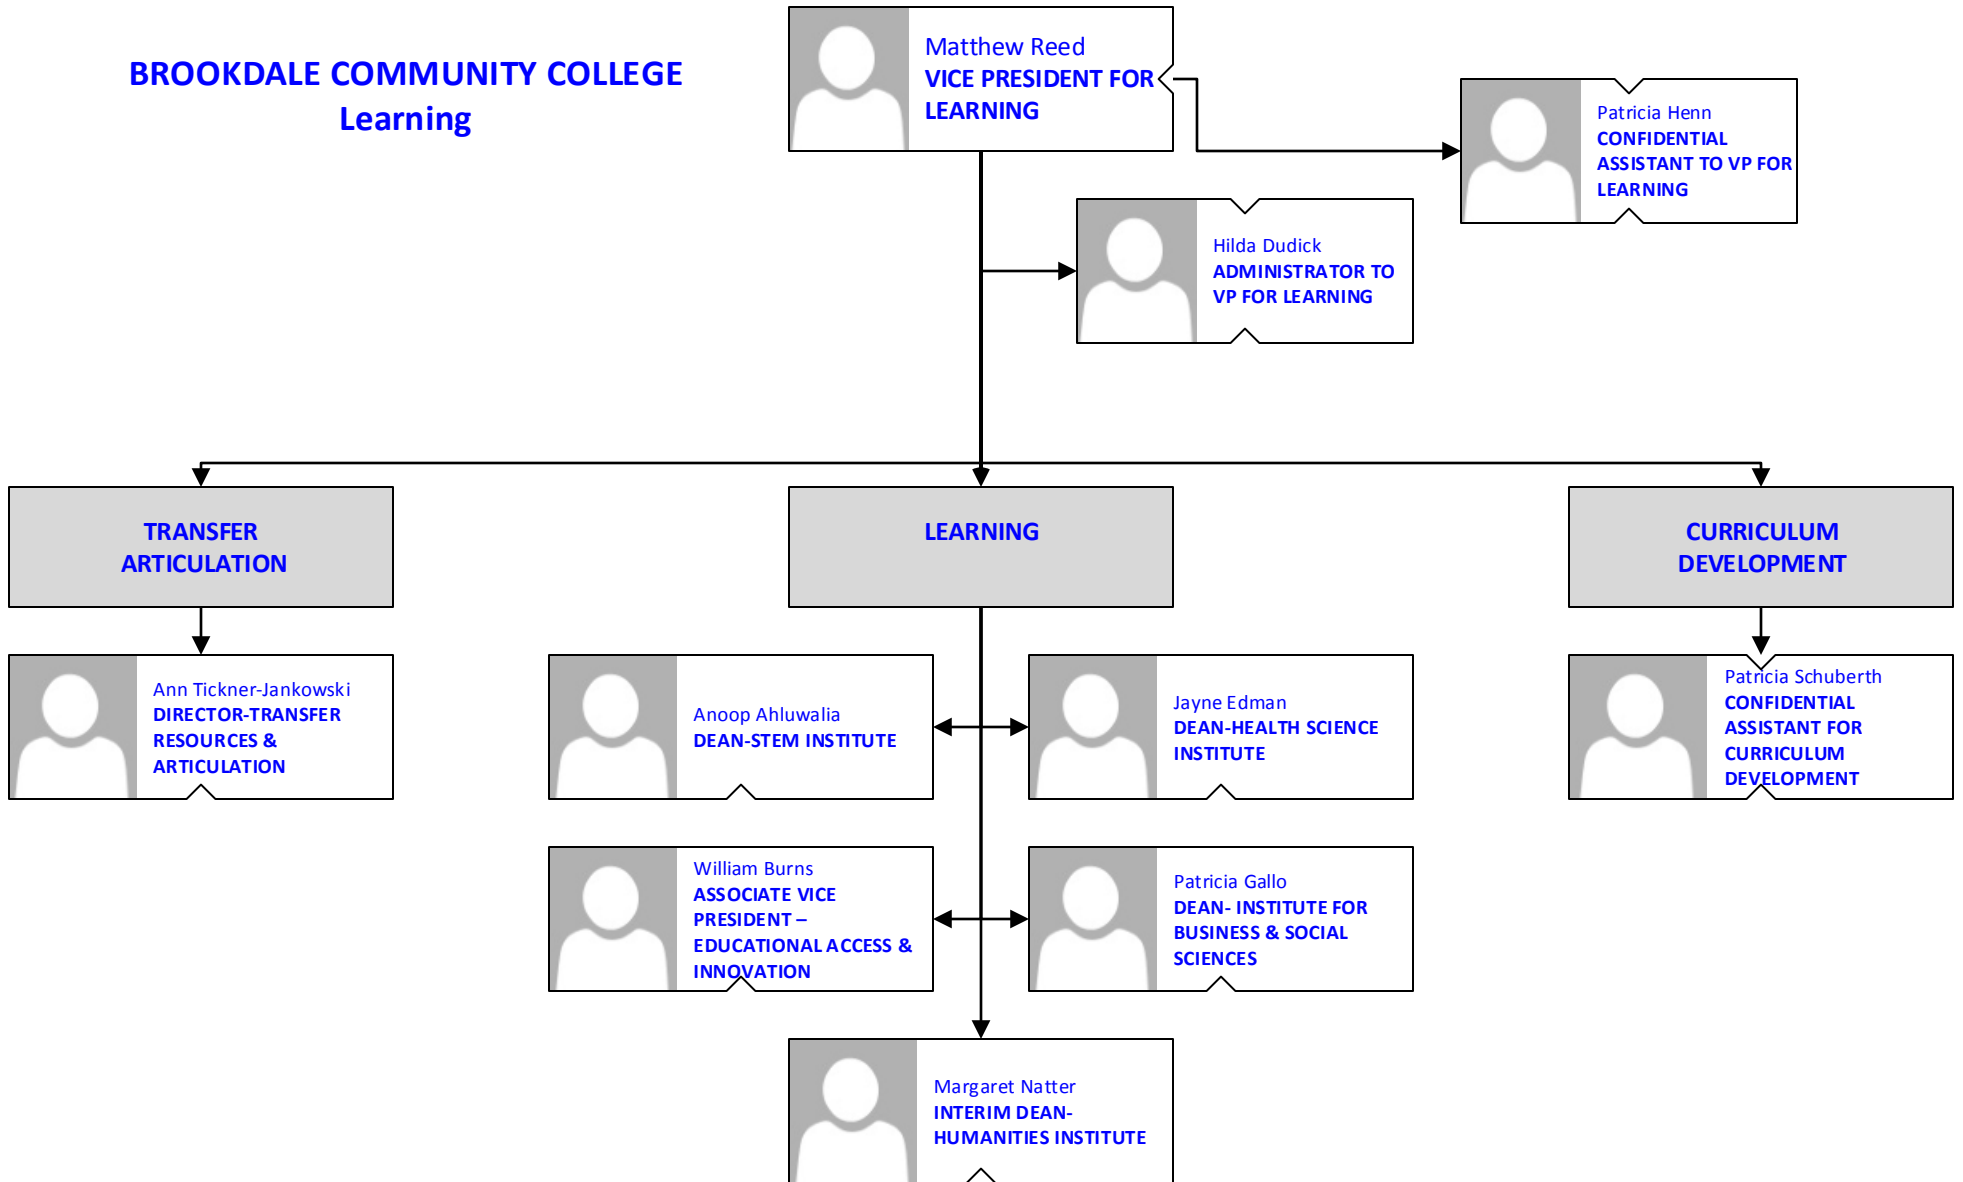 BROOKDALE COMMUNITY COLLEGE
Learning
Matthew Reed
VICE PRESIDENT FOR
LEARNING
Patricia Henn
CONFIDENTIAL
ASSISTANT TO VP FOR
LEARNING
Hilda Dudick
ADMINISTRATOR TO
VP FOR LEARNING
TRANSFER
ARTICULATION
LEARNING
CURRICULUM
DEVELOPMENT
Ann Tickner-Jankowski
DIRECTOR-TRANSFER
RESOURCES &
ARTICULATION
Anoop Ahluwalia
DEAN-STEM INSTITUTE
Jayne Edman
DEAN-HEALTH SCIENCE
INSTITUTE
Patricia Schuberth
CONFIDENTIAL
ASSISTANT FOR
CURRICULUM
DEVELOPMENT
William Burns
ASSOCIATE VICE
PRESIDENT –
EDUCATIONAL ACCESS &
INNOVATION
Patricia Gallo
DEAN- INSTITUTE FOR
BUSINESS & SOCIAL
SCIENCES
Margaret Natter
INTERIM DEAN-
HUMANITIES INSTITUTE